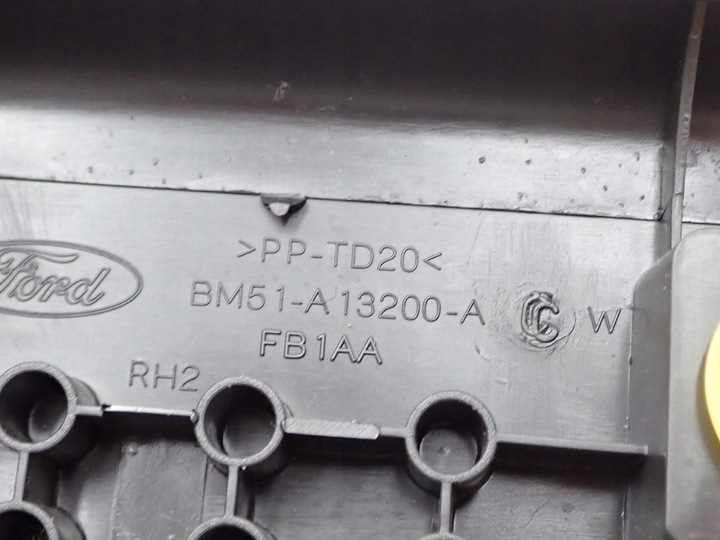 >PP-TD20<
Ford
BM51-A13200-A
W
FB1AA
RH2